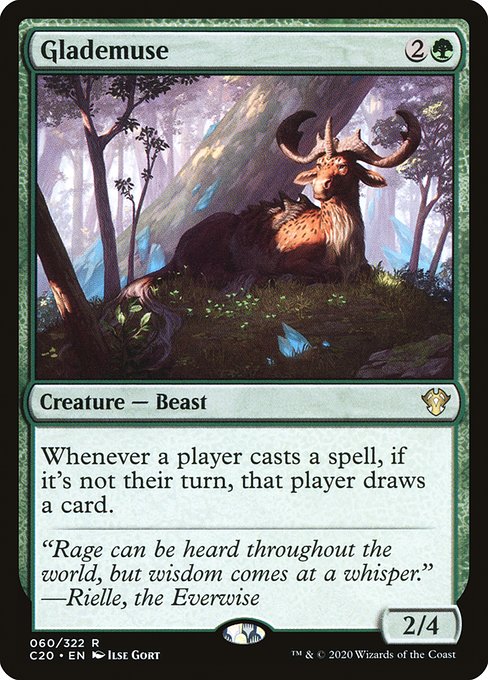 Glademuse 2
Creature — Beast
Whenever a player casts a spell, if
it's not their turn, that player draws
a card.
“Rage can be heard throughout the
world, but wisdom comes at a whisper.”
—Rielle, the Everwise
2/4
060/322 R
C20 • EN Ilse Gort
™ & © 2020 Wizards of the Coast